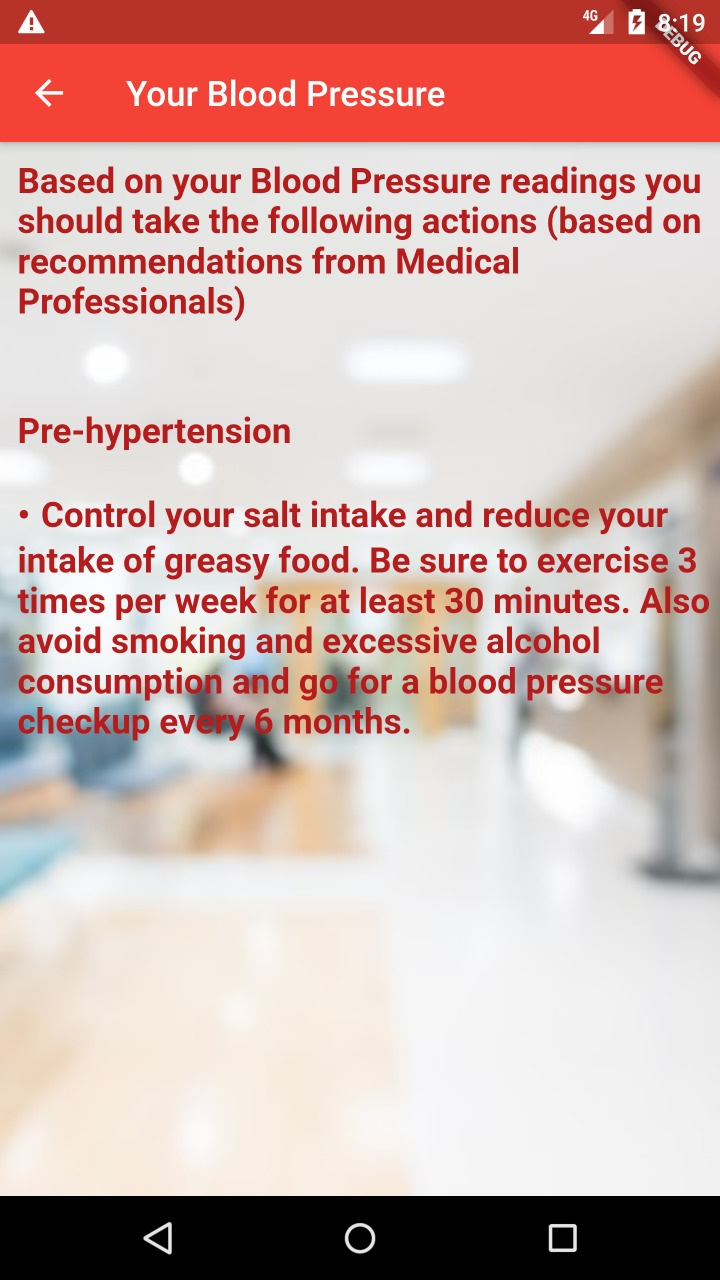 4G 8:19
DEBUG
Your Blood Pressure
Based on your Blood Pressure readings you
should take the following actions (based on
recommendations from Medical
Professionals)
Pre-hypertension
• Control your salt intake and reduce your
intake of greasy food. Be sure to exercise 3
times per week for at least 30 minutes. Also
avoid smoking and excessive alcohol
consumption and go for a blood pressure
checkup every 6 months.